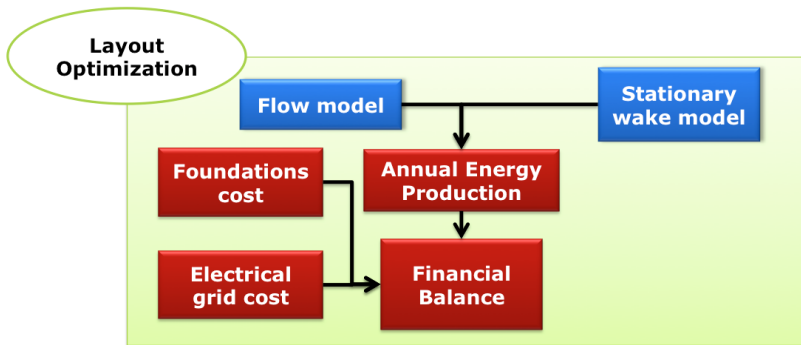 Layout
Optimization
Flow model
Stationary
wake model
Foundations
cost
Annual Energy
Production
Electrical
grid cost
Financial
Balance